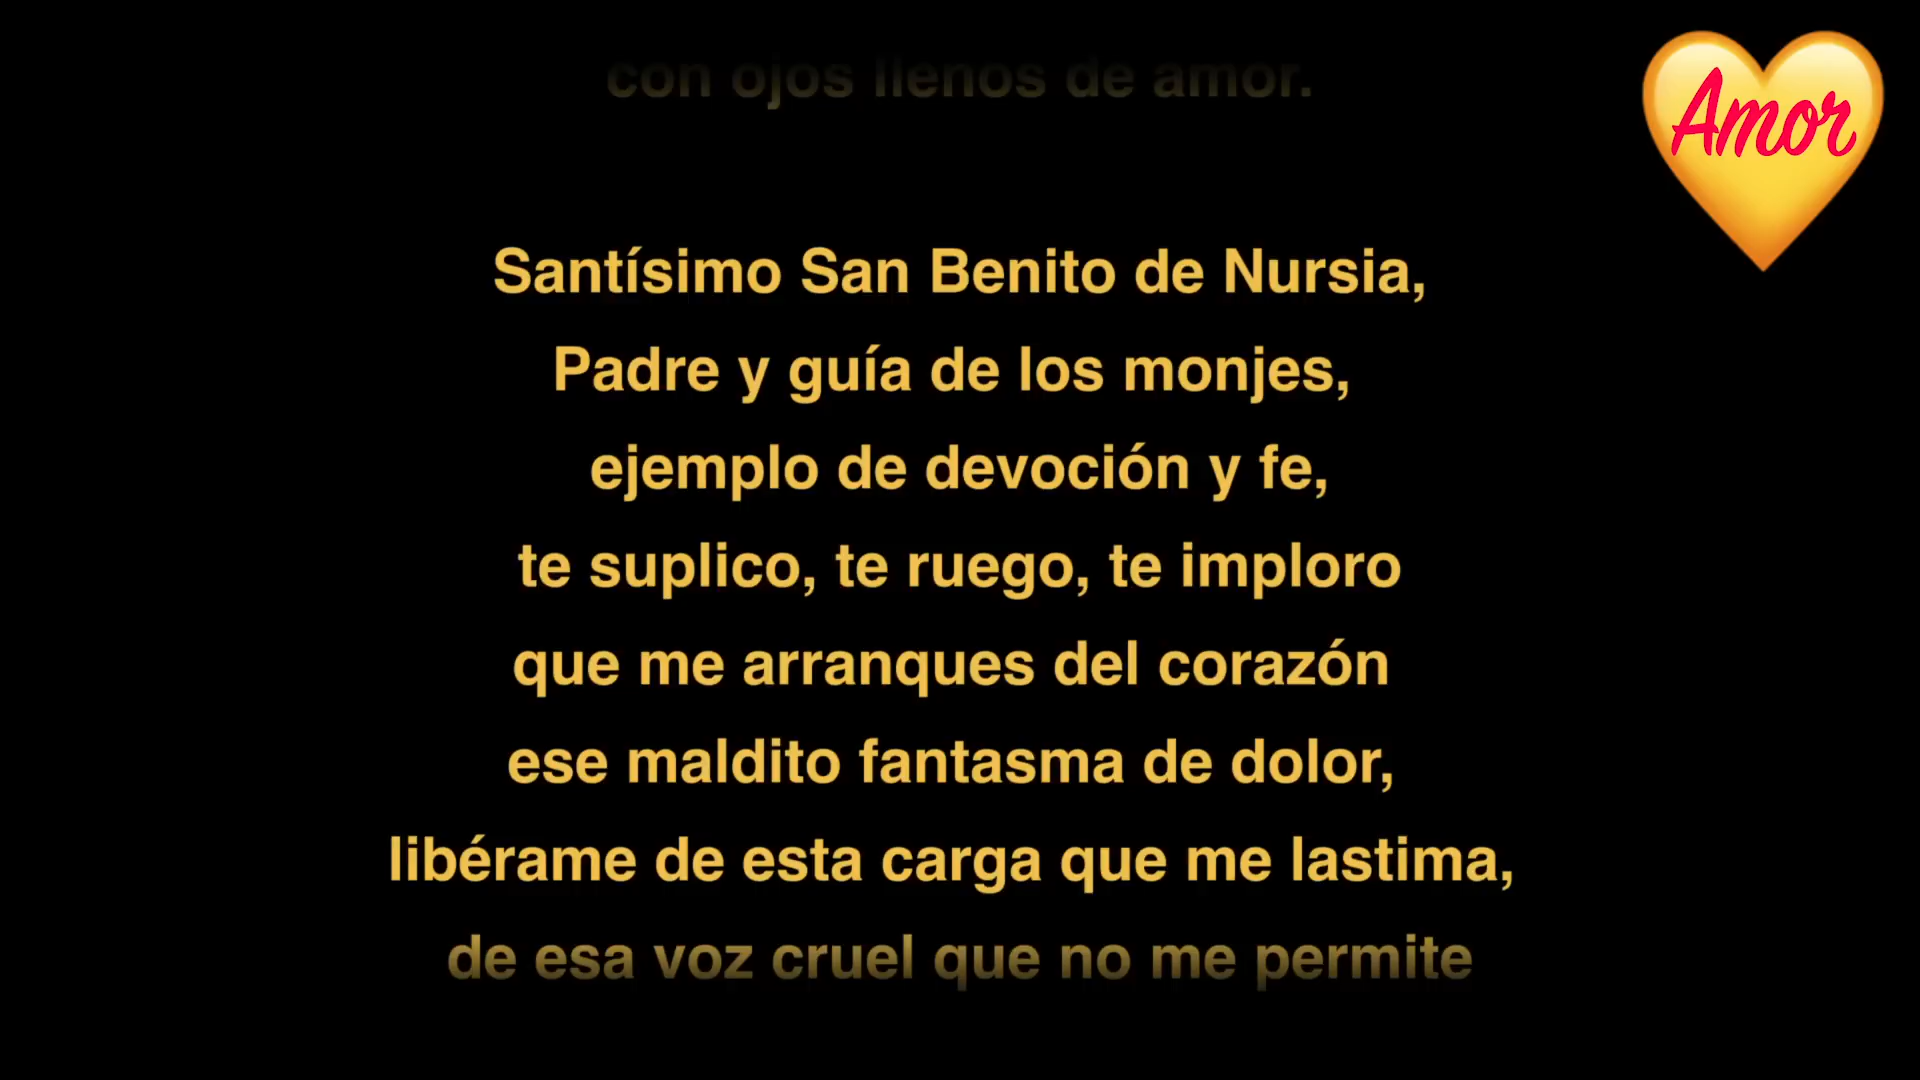 con ojos llenos de amor.
Amor
Santísimo San Benito de Nursia,
Padre y guía de los monjes,
ejemplo de devoción y fe,
te suplico, te ruego, te imploro
que me arranques del corazón
ese maldito fantasma de dolor,
libérame de esta carga que me lastima,
de esa voz cruel que no me permite